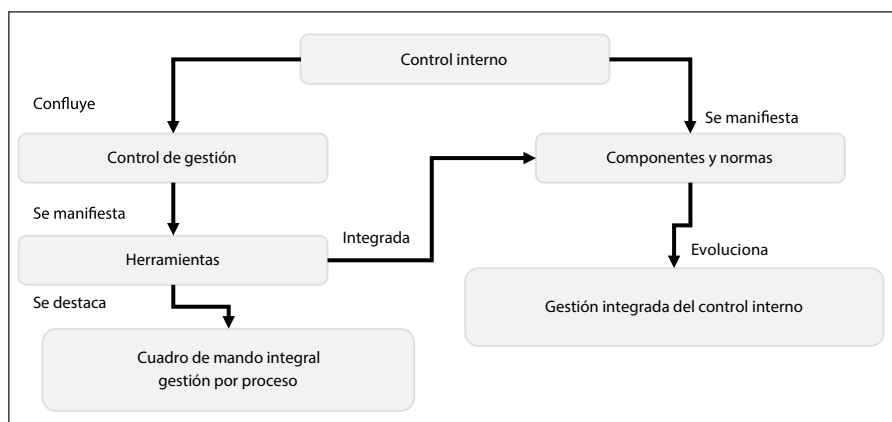 Control interno
Confluye
Se manifiesta
Control de gestión
Componentes y normas
Se manifiesta
Integrada
Evoluciona
Herramientas
Se destaca
Gestión integrada del control interno
Cuadro de mando integral
gestión por proceso